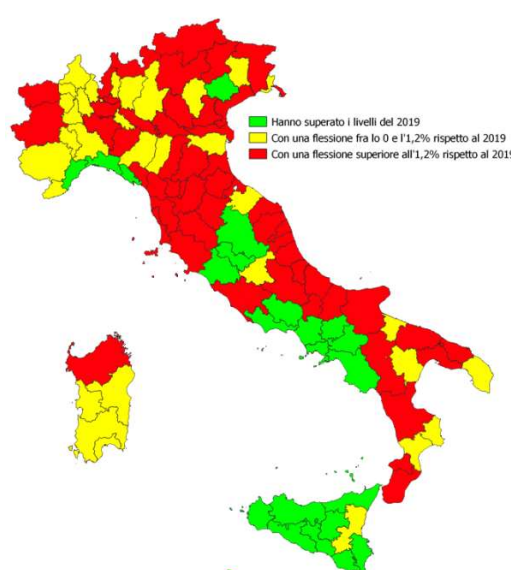 Hanno superato i livelli del 2019
Con una flessione fra lo 0 e l'1,2% rispetto al 2019
Con una flessione superiore all'1,2% rispetto al 2019